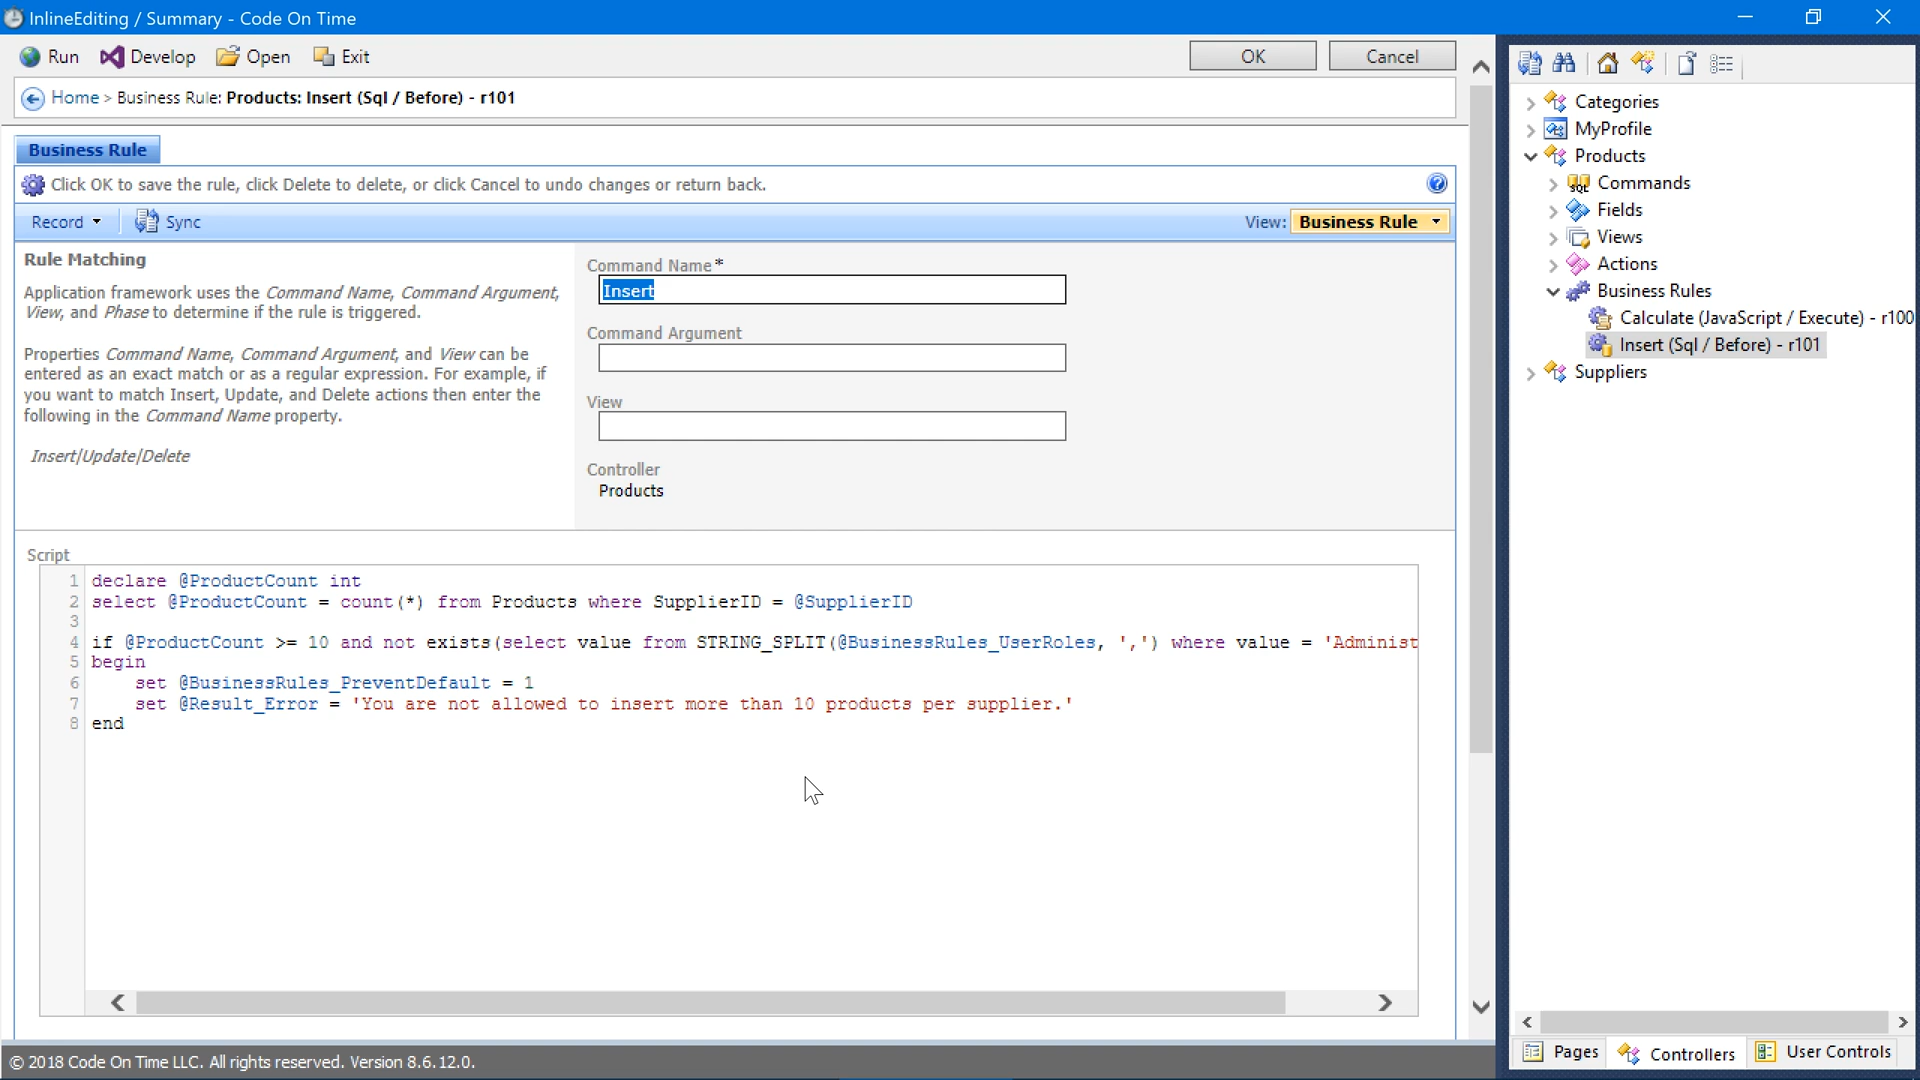 InlineEditing / Summary - Code On Time
Run Develop Open Exit OK Cancel
Home > Business Rule: Products: Insert (Sql / Before) - r101
Business Rule
Click OK to save the rule, click Delete to delete, or click Cancel to undo changes or return back.
Record Sync View: Business Rule
Rule Matching
Application framework uses the Command Name, Command Argument,
View, and Phase to determine if the rule is triggered.
Properties Command Name, Command Argument, and View can be
entered as an exact match or as a regular expression. For example, if
you want to match Insert, Update, and Delete actions then enter the
following in the Command Name property.
Insert|Update|Delete
Command Name*
Insert
Command Argument
View
Controller
Products
Script
1 declare @ProductCount int
2 select @ProductCount = count(*) from Products where SupplierID = @SupplierID
3
4 if @ProductCount >= 10 and not exists(select value from STRING_SPLIT(@BusinessRules_UserRoles, ',') where value = 'Administ
5 begin
6 set @BusinessRules_PreventDefault = 1
7 set @Result_Error = 'You are not allowed to insert more than 10 products per supplier.'
8 end
© 2018 Code On Time LLC. All rights reserved. Version 8.6.12.0.
Categories
MyProfile
Products
SQL Commands
Fields
Views
Actions
Business Rules
Calculate (JavaScript / Execute) - r100
Insert (Sql / Before) - r101
Suppliers
Pages Controllers User Controls